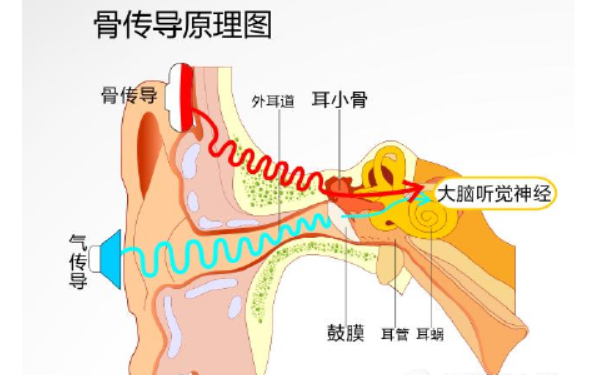 骨传导原理图
骨传导
外耳道
耳小骨
大脑听觉神经
气传导
鼓膜
耳管
耳蜗